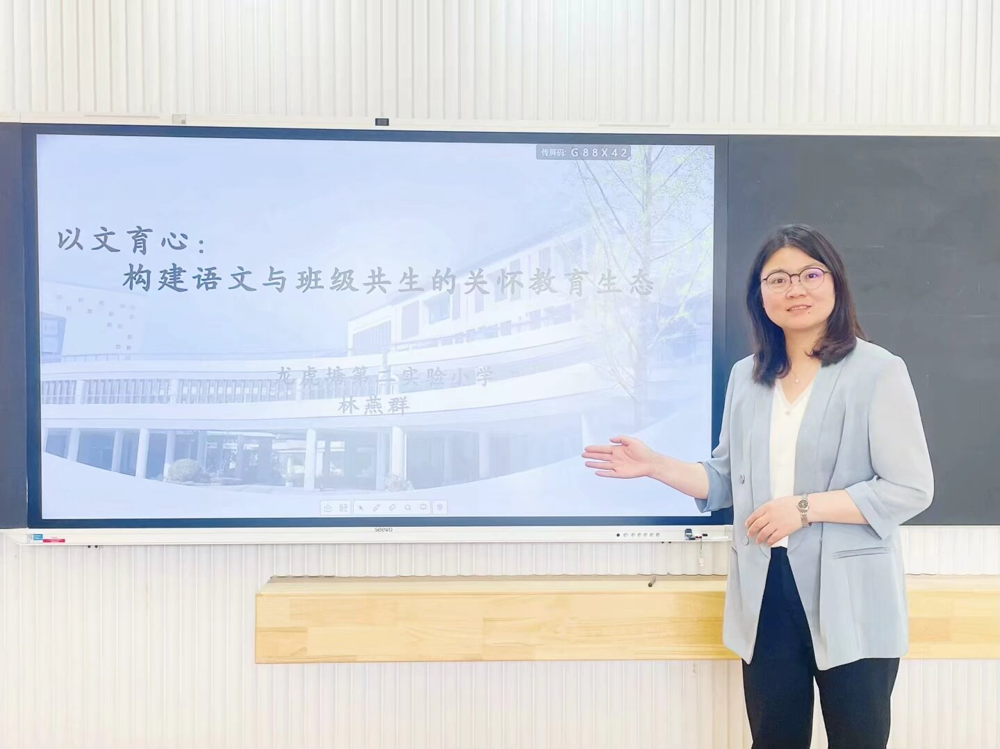 传屏码: G88X42
以文育心：
构建语文与班级共生的关怀教育生态
龙虎塘第二实验小学
林燕群
seewo